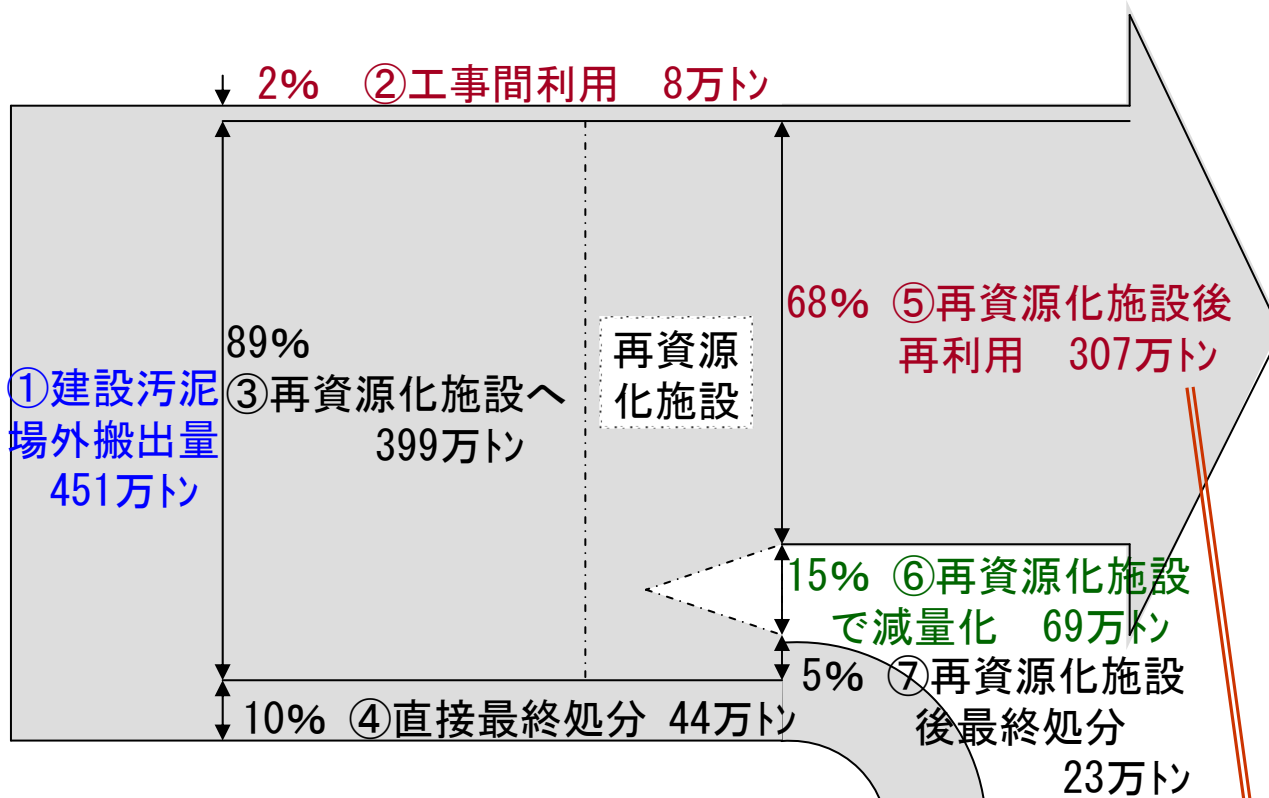 2%　②工事間利用　8万ﾄﾝ
①建設汚泥
場外搬出量
451万ﾄﾝ
89%
③再資源化施設へ
399万ﾄﾝ
再資源
化施設
68%　⑤再資源化施設後
再利用　307万ﾄﾝ
15%　⑥再資源化施設
で減量化　69万ﾄﾝ
5%　⑦再資源化施設
後最終処分
23万ﾄﾝ
10%　④直接最終処分　44万ﾄﾝ